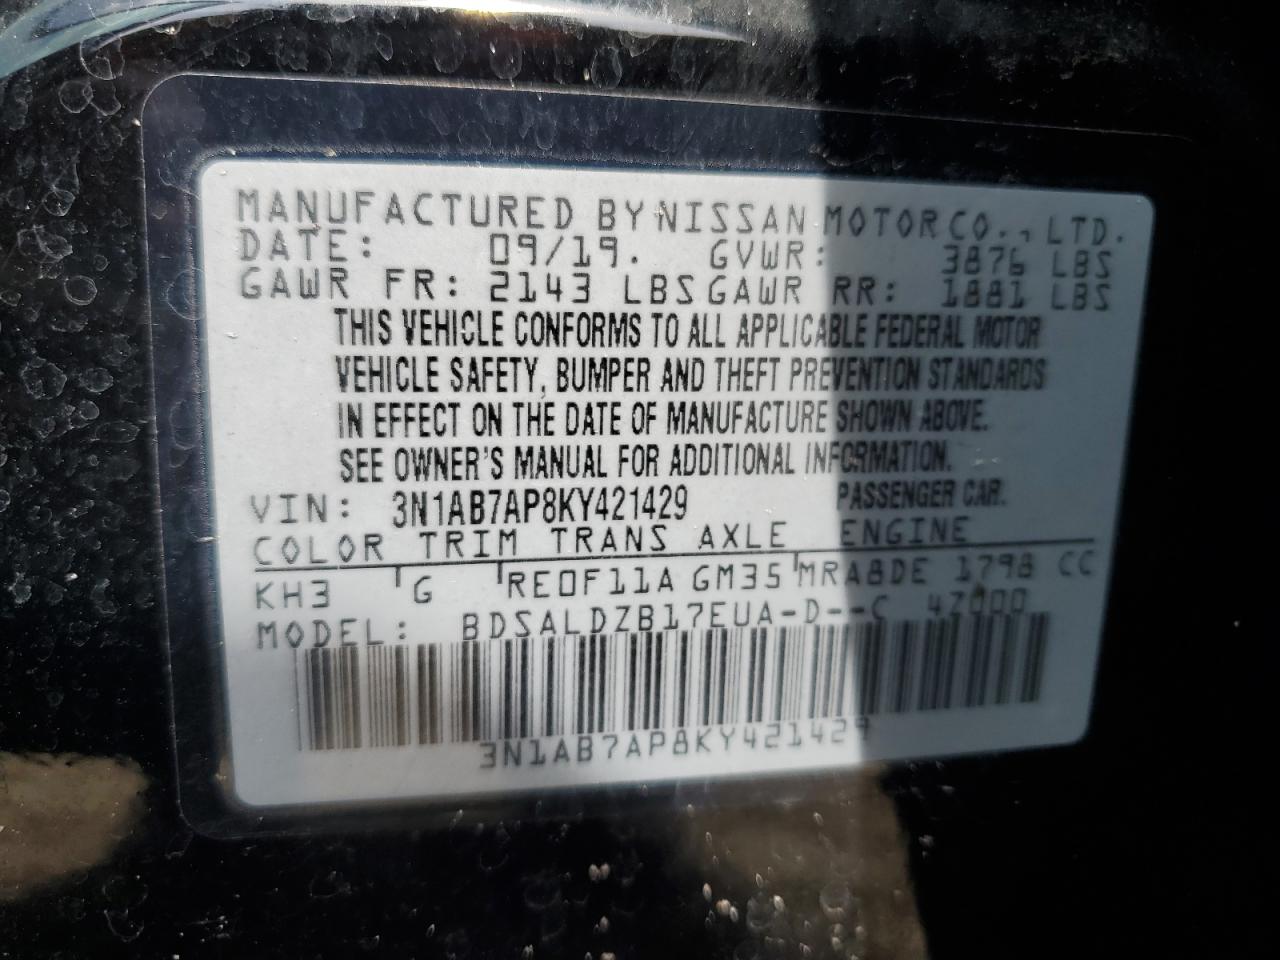 MANUFACTURED BY NISSAN MOTOR CO., LTD.
DATE: 09/19. GVWR: 3876 LBS
GAWR FR: 2143 LBS GAWR RR: 1881 LBS
THIS VEHICLE CONFORMS TO ALL APPLICABLE FEDERAL MOTOR
VEHICLE SAFETY, BUMPER AND THEFT PREVENTION STANDARDS
IN EFFECT ON THE DATE OF MANUFACTURE SHOWN ABOVE.
SEE OWNER'S MANUAL FOR ADDITIONAL INFORMATION.
VIN: 3N1AB7AP8KY421429 PASSENGER CAR.
COLOR TRIM TRANS AXLE ENGINE
KH3 G RE0F11A GM35 MRA8DE 1798 CC
MODEL: BDSALDZB17EUA-D--C 4Z000
3N1AB7AP8KY421429